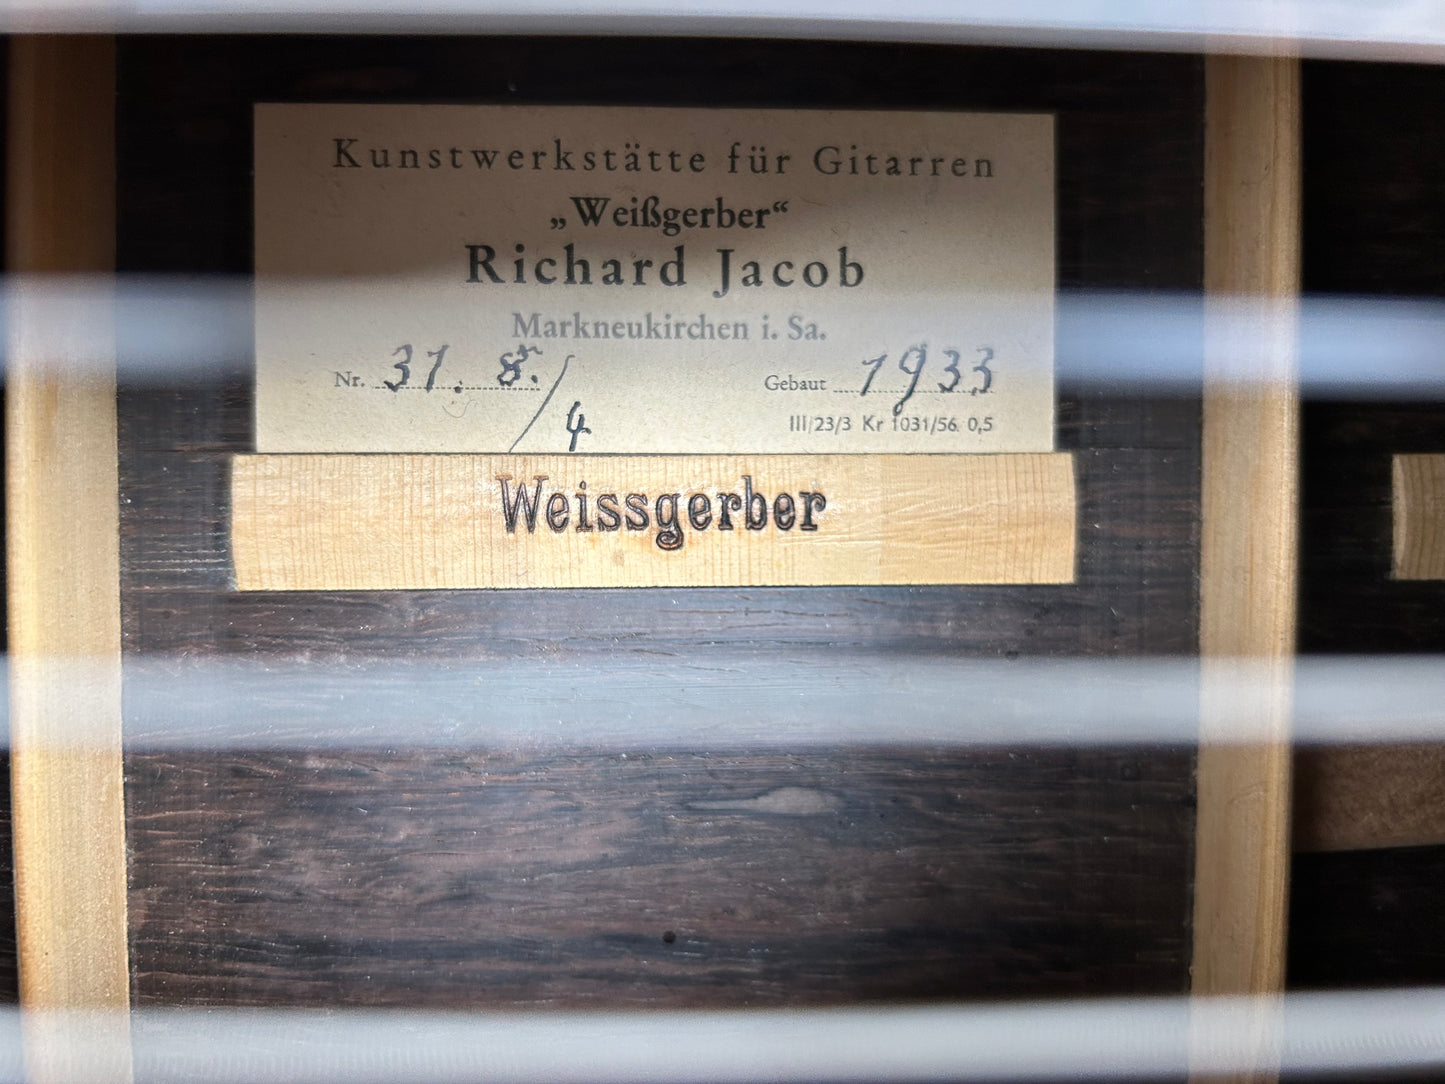 Kunstwerkstätte für Gitarren
„Weißgerber“
Richard Jacob
Markneukirchen i. Sa.
Nr. 31. 8./4 Gebaut 1933
III/23/3 Kr 1031/56 0,5
Weissgerber